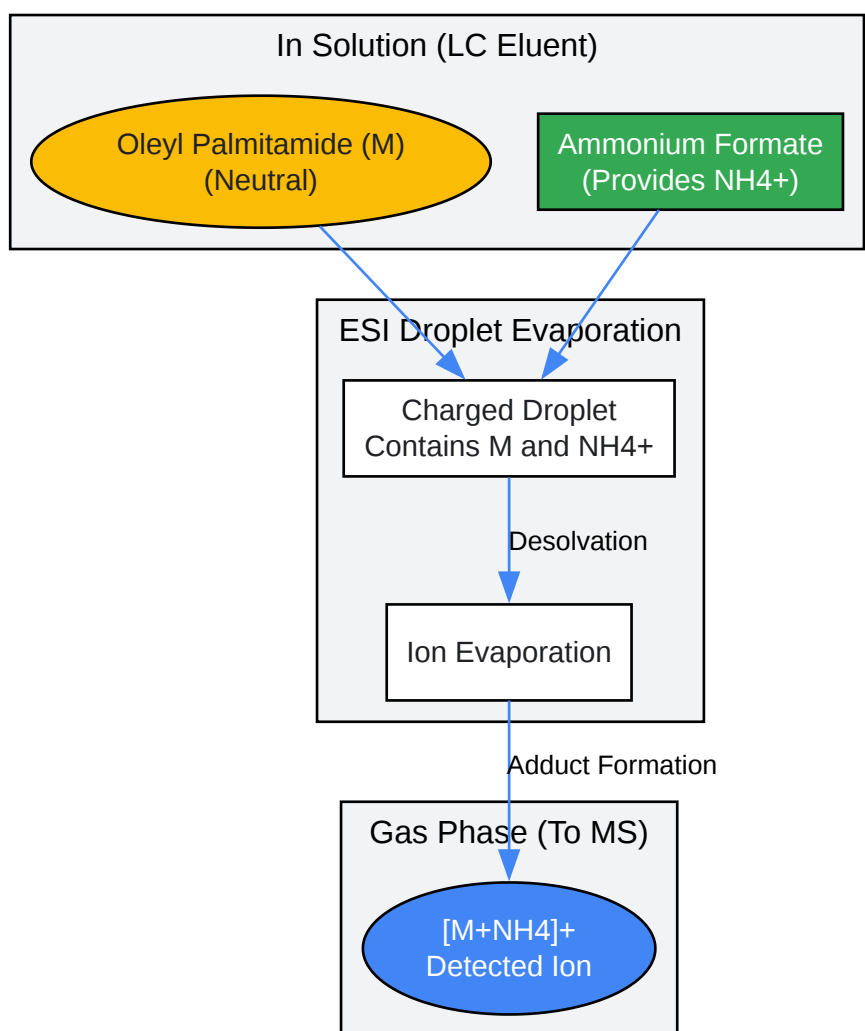 In Solution (LC Eluent)
Oleyl Palmitamide (M)
(Neutral)
Ammonium Formate
(Provides NH4+)
ESI Droplet Evaporation
Charged Droplet
Contains M and NH4+
Desolvation
Ion Evaporation
Adduct Formation
Gas Phase (To MS)
[M+NH4]+
Detected Ion